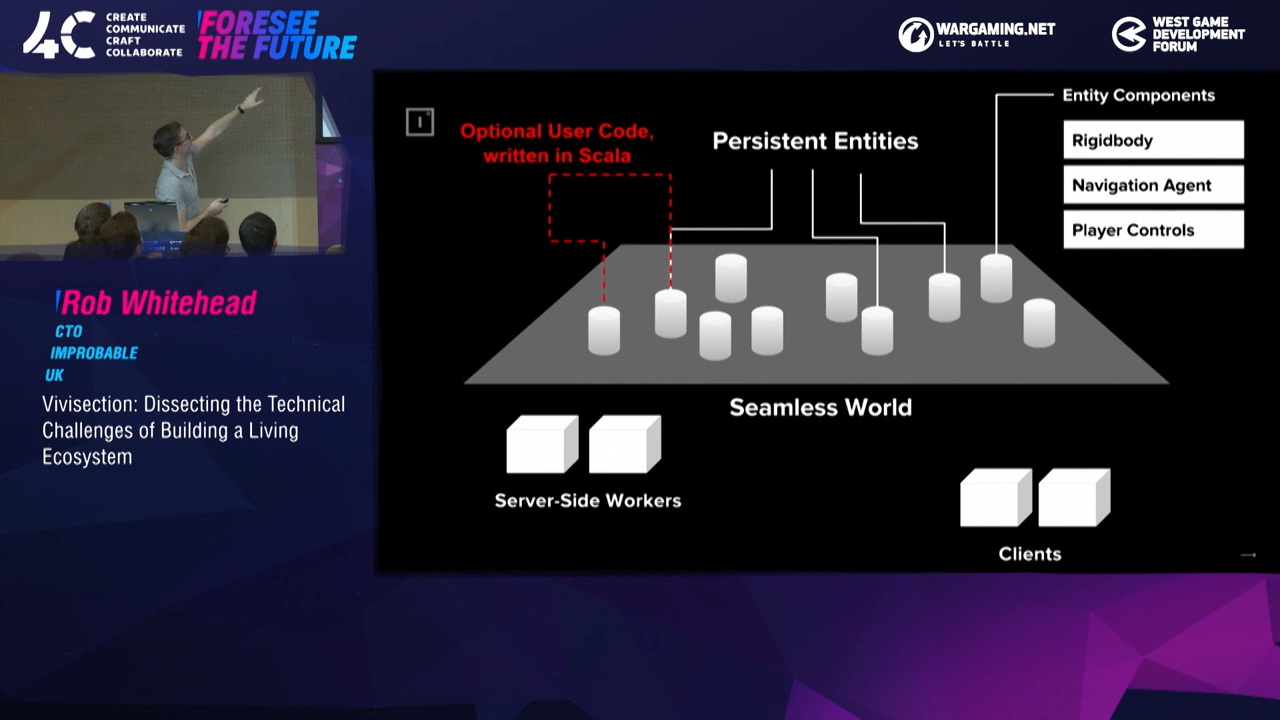 4C
CREATE
COMMUNICATE
CRAFT
COLLABORATE
FORESEE
THE FUTURE
WARGAMING.NET
LET'S BATTLE
WEST GAME
DEVELOPMENT
FORUM
Rob Whitehead
CTO
IMPROBABLE
UK
Vivisection: Dissecting the Technical
Challenges of Building a Living
Ecosystem
Optional User Code,
written in Scala
Persistent Entities
Entity Components
Rigidbody
Navigation Agent
Player Controls
Seamless World
Server-Side Workers
Clients